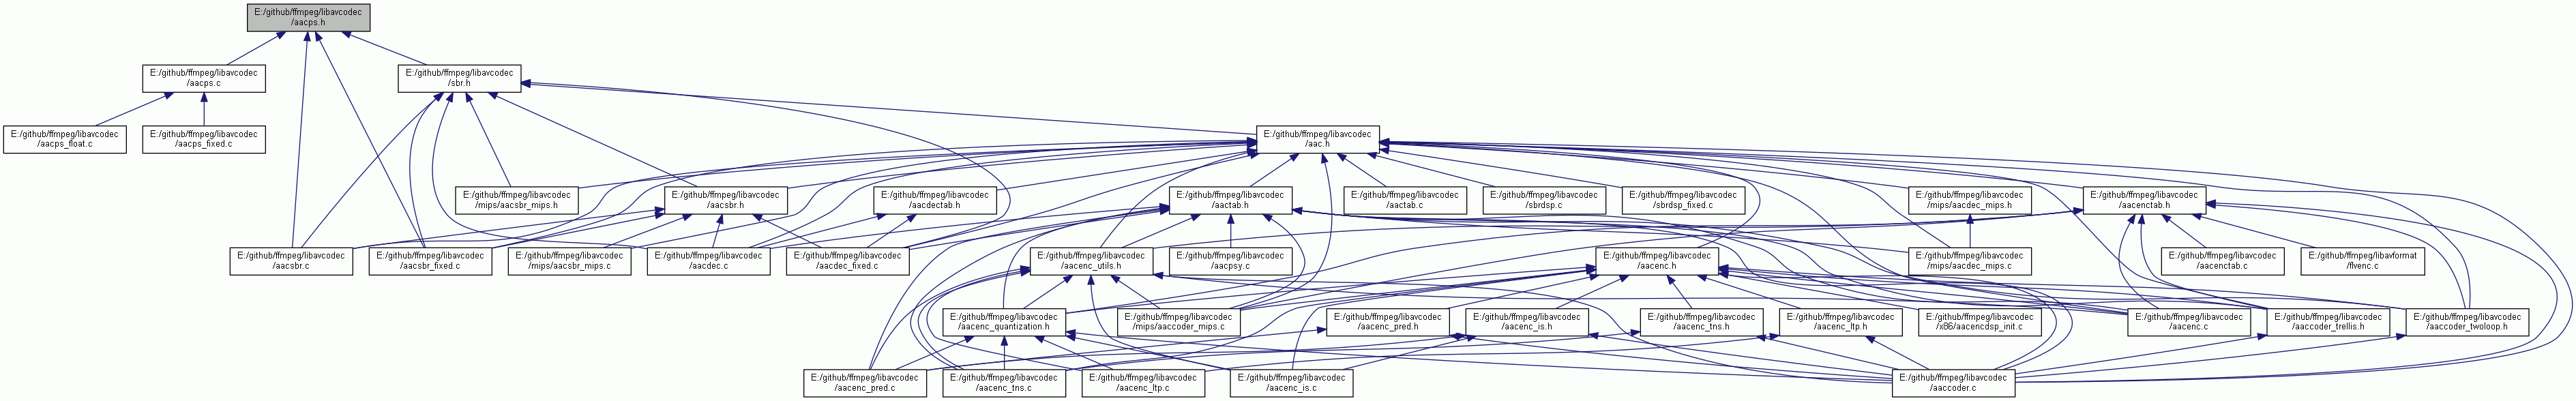 E:/github/ffmpeg/libavcodec
/aacps.h
E:/github/ffmpeg/libavcodec
/aacps.c
E:/github/ffmpeg/libavcodec
/sbr.h
E:/github/ffmpeg/libavcodec
/aacps_float.c
E:/github/ffmpeg/libavcodec
/aacps_fixed.c
E:/github/ffmpeg/libavcodec
/aac.h
E:/github/ffmpeg/libavcodec
/mips/aacsbr_mips.h
E:/github/ffmpeg/libavcodec
/aacsbr.h
E:/github/ffmpeg/libavcodec
/aacdectab.h
E:/github/ffmpeg/libavcodec
/aactab.h
E:/github/ffmpeg/libavcodec
/aactab.c
E:/github/ffmpeg/libavcodec
/sbrdsp.c
E:/github/ffmpeg/libavcodec
/sbrdsp_fixed.c
E:/github/ffmpeg/libavcodec
/mips/aacdec_mips.h
E:/github/ffmpeg/libavcodec
/aacenctab.h
E:/github/ffmpeg/libavcodec
/aacsbr.c
E:/github/ffmpeg/libavcodec
/aacsbr_fixed.c
E:/github/ffmpeg/libavcodec
/mips/aacsbr_mips.c
E:/github/ffmpeg/libavcodec
/aacdec.c
E:/github/ffmpeg/libavcodec
/aacdec_fixed.c
E:/github/ffmpeg/libavcodec
/aacenc_utils.h
E:/github/ffmpeg/libavcodec
/aacpsy.c
E:/github/ffmpeg/libavcodec
/aacenc.h
E:/github/ffmpeg/libavcodec
/mips/aacdec_mips.c
E:/github/ffmpeg/libavcodec
/aacenctab.c
E:/github/ffmpeg/libavformat
/flvenc.c
E:/github/ffmpeg/libavcodec
/aacenc_quantization.h
E:/github/ffmpeg/libavcodec
/mips/aaccoder_mips.c
E:/github/ffmpeg/libavcodec
/aacenc_pred.h
E:/github/ffmpeg/libavcodec
/aacenc_is.h
E:/github/ffmpeg/libavcodec
/aacenc_tns.h
E:/github/ffmpeg/libavcodec
/aacenc_ltp.h
E:/github/ffmpeg/libavcodec
/x86/aacencdsp_init.c
E:/github/ffmpeg/libavcodec
/aacenc.c
E:/github/ffmpeg/libavcodec
/aaccoder_trellis.h
E:/github/ffmpeg/libavcodec
/aaccoder_twoloop.h
E:/github/ffmpeg/libavcodec
/aacenc_pred.c
E:/github/ffmpeg/libavcodec
/aacenc_tns.c
E:/github/ffmpeg/libavcodec
/aacenc_ltp.c
E:/github/ffmpeg/libavcodec
/aacenc_is.c
E:/github/ffmpeg/libavcodec
/aaccoder.c